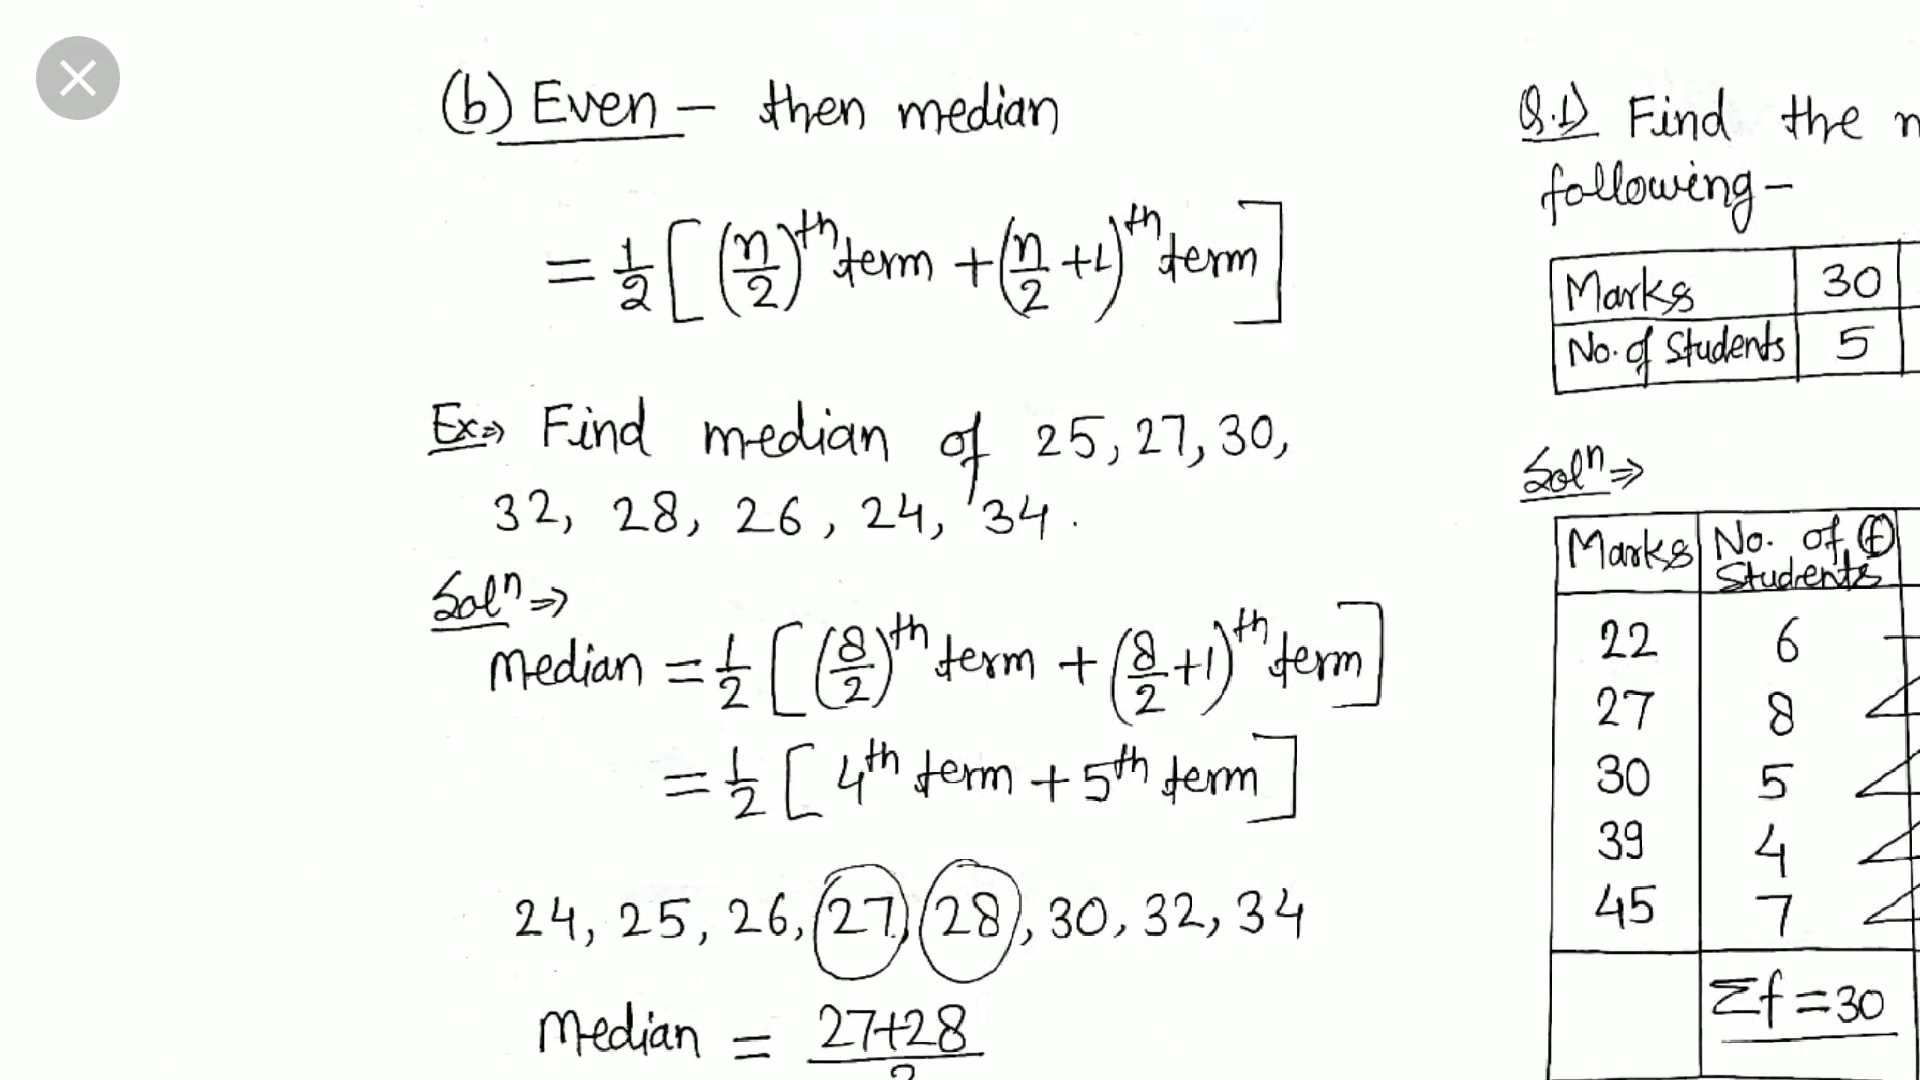 (b) Even - then median
= 1/2 [ (n/2)th term + (n/2 + 1)th term ]
Ex⇒ Find median of 25, 27, 30,
32, 28, 26, 24, 34.
Solⁿ⇒
Median = 1/2 [ (8/2)th term + (8/2 + 1)th term ]
= 1/2 [ 4th term + 5th term ]
24, 25, 26, 27, 28, 30, 32, 34
Median = 27+28 / 2
Q.1) Find the
following -
Marks 30
No. of Students 5
Solⁿ⇒
Marks No. of Students (f)
22 6
27 8
30 5
39 4
45 7
Σf = 30